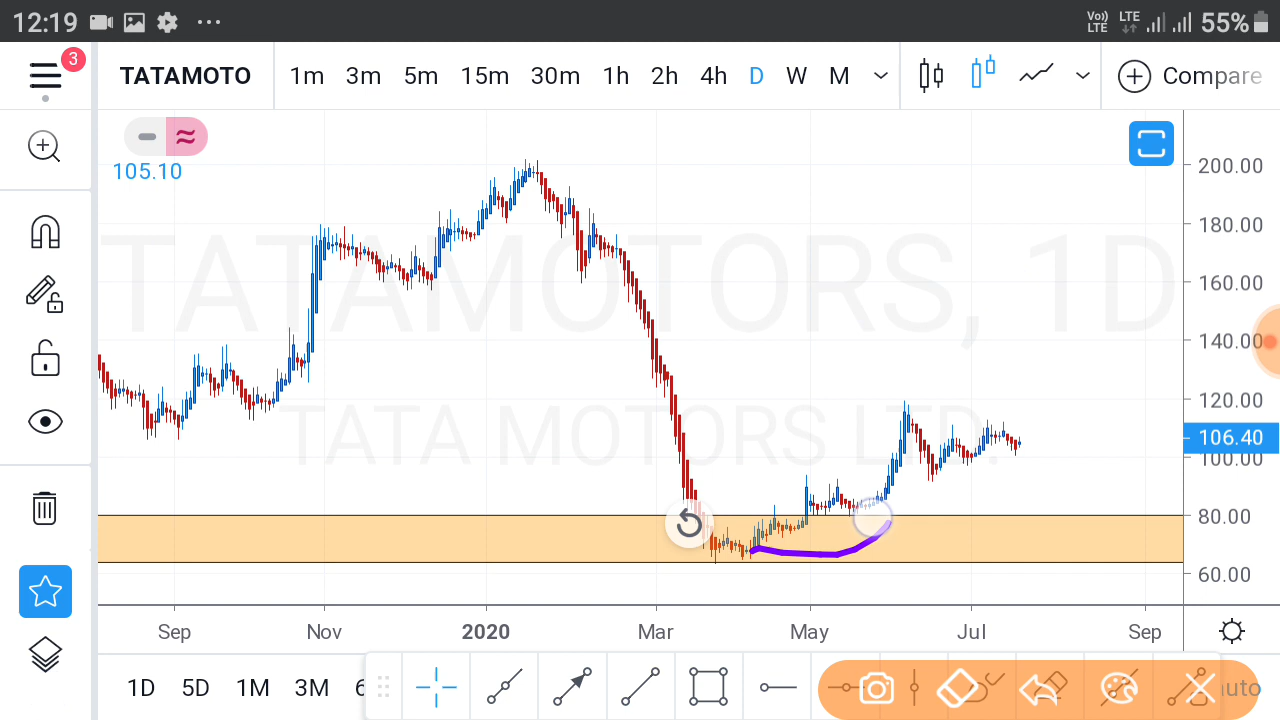 12:19 Vo) LTE LTE 55%
3
TATAMOTO 1m 3m 5m 15m 30m 1h 2h 4h D W M Compare
105.10
200.00
180.00
TATAMOTORS, 1D
160.00
140.00
120.00
TATA MOTORS LTD.
106.40
100.00
80.00
60.00
Sep Nov 2020 Mar May Jul Sep
1D 5D 1M 3M 6 auto